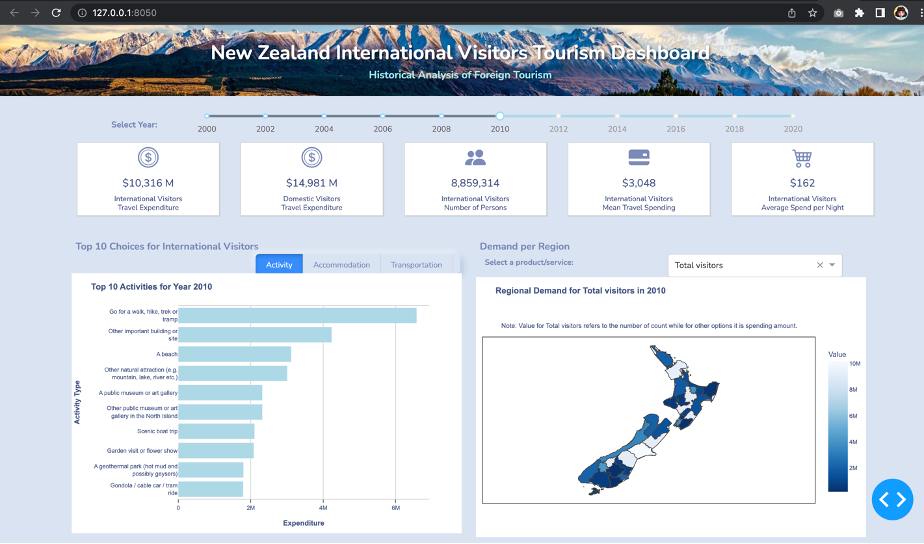 127.0.0.1:8050
New Zealand International Visitors Tourism Dashboard
Historical Analysis of Foreign Tourism
Select Year:
2000 2002 2004 2006 2008 2010 2012 2014 2016 2018 2020
$10,316 M
International Visitors
Travel Expenditure
$14,981 M
Domestic Visitors
Travel Expenditure
8,859,314
International Visitors
Number of Persons
$3,048
International Visitors
Mean Travel Spending
$162
International Visitors
Average Spend per Night
Top 10 Choices for International Visitors
Activity Accommodation Transportation
Top 10 Activities for Year 2010
Activity Type
Go for a walk, hike, trek or
tramp
Other important building or
site
A beach
Other natural attraction (e.g.
mountain, lake, river etc.)
A public museum or art gallery
Other public museum or art
gallery in the North Island
Scenic boat trip
Garden visit or flower show
A geothermal park (hot mud and
possibly geysers)
Gondola / cable car / tram
ride
0 2M 4M 6M
Expenditure
Demand per Region
Select a product/service:
Total visitors
Regional Demand for Total visitors in 2010
Note: Value for Total visitors refers to the number of count while for other options it is spending amount.
Value
10M
8M
6M
4M
2M